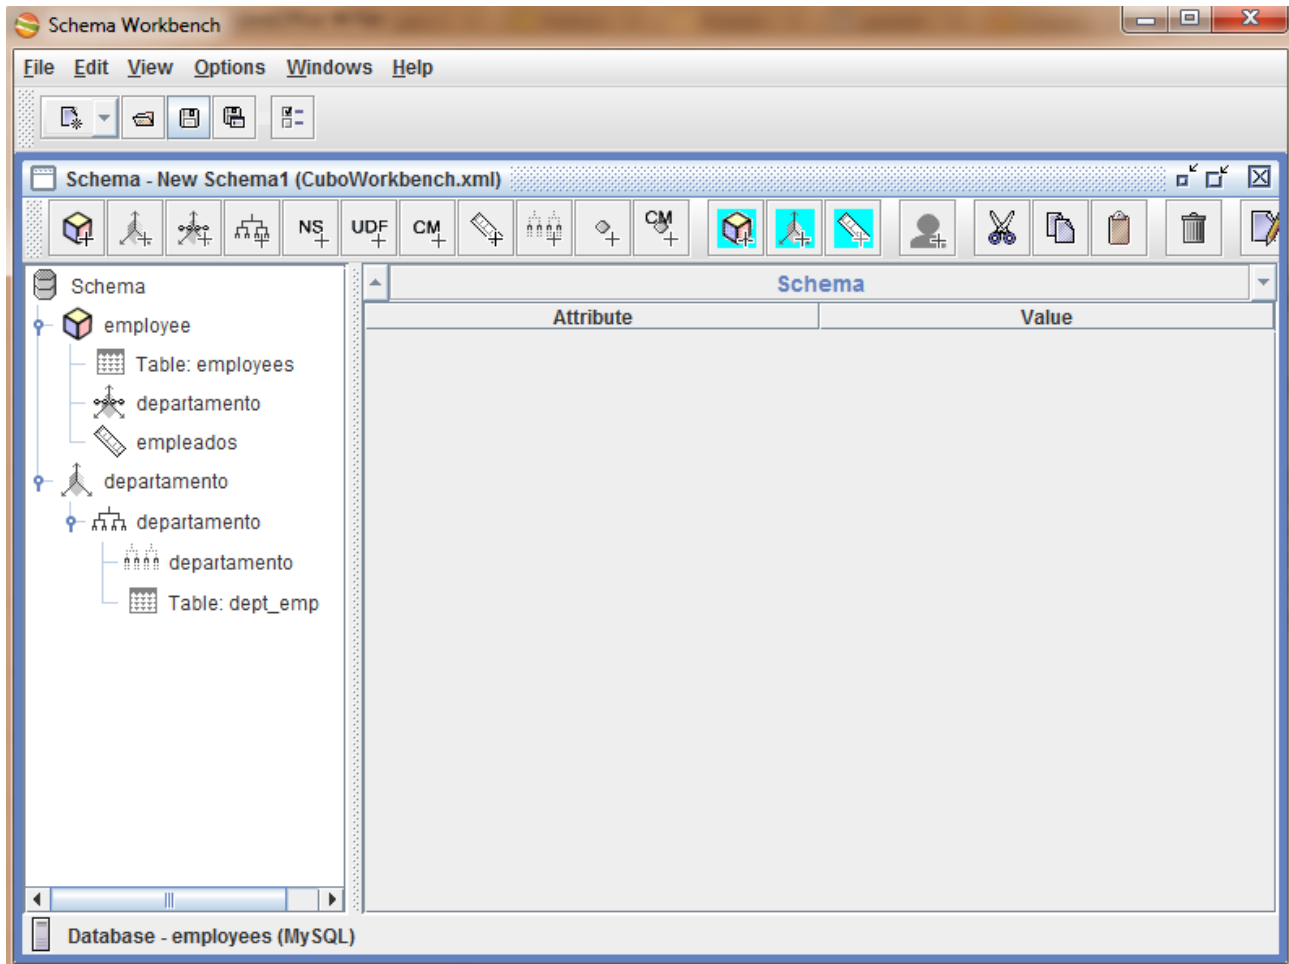 Schema Workbench
File Edit View Options Windows Help
Schema - New Schema1 (CuboWorkbench.xml)
NS UDF CM CM
Schema
Schema
Attribute Value
employee
Table: employees
departamento
empleados
departamento
departamento
departamento
Table: dept_emp
Database - employees (MySQL)